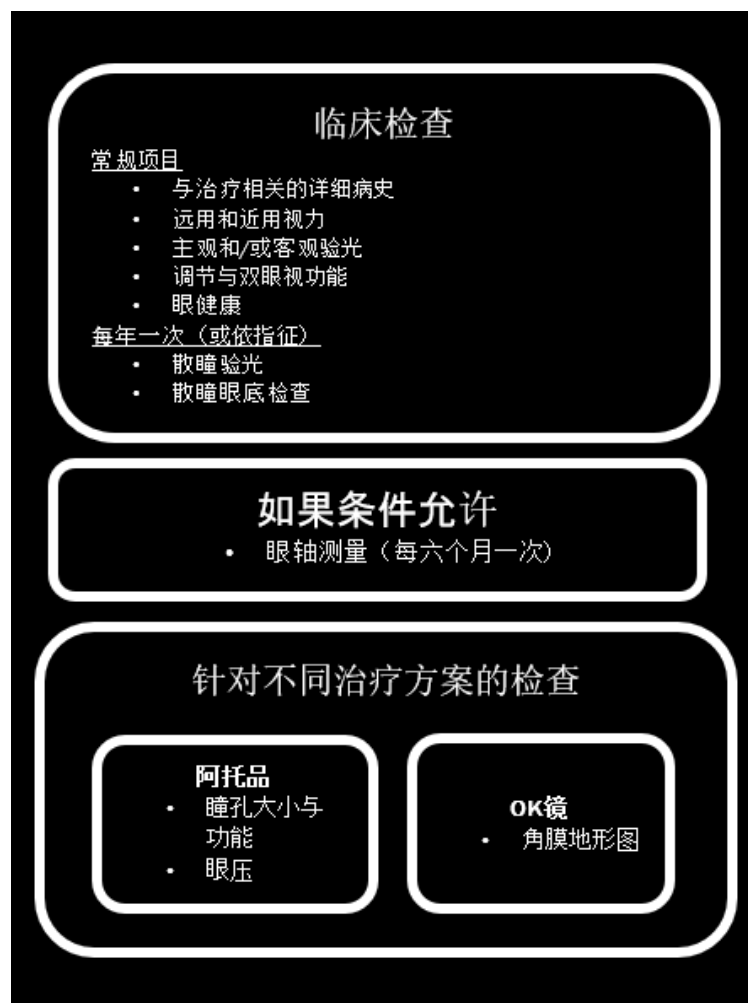 临床检查
常规项目
• 与治疗相关的详细病史
• 远用和近用视力
• 主观和/或客观验光
• 调节与双眼视功能
• 眼健康
每年一次（或依指征）
• 散瞳验光
• 散瞳眼底检查
如果条件允许
• 眼轴测量（每六个月一次)
针对不同治疗方案的检查
阿托品
• 瞳孔大小与
功能
• 眼压
OK镜
• 角膜地形图